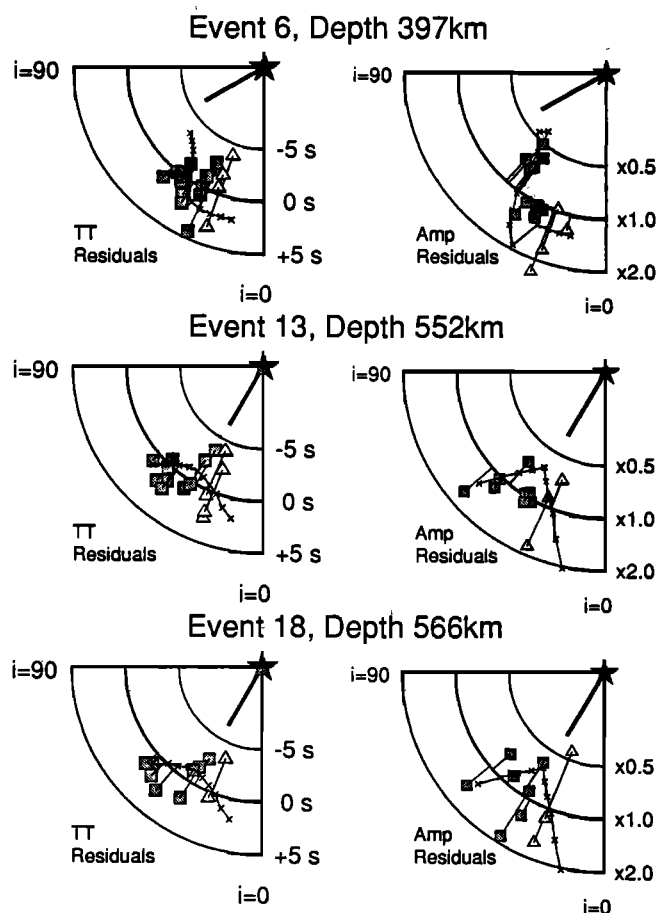 Event 6, Depth 397km
i=90
-5 s
0 s
+5 s
TT
Residuals
i=0
i=90
x0.5
x1.0
x2.0
Amp
Residuals
i=0
Event 13, Depth 552km
i=90
-5 s
0 s
+5 s
TT
Residuals
i=0
i=90
x0.5
x1.0
x2.0
Amp
Residuals
i=0
Event 18, Depth 566km
i=90
-5 s
0 s
+5 s
TT
Residuals
i=0
i=90
x0.5
x1.0
x2.0
Amp
Residuals
i=0